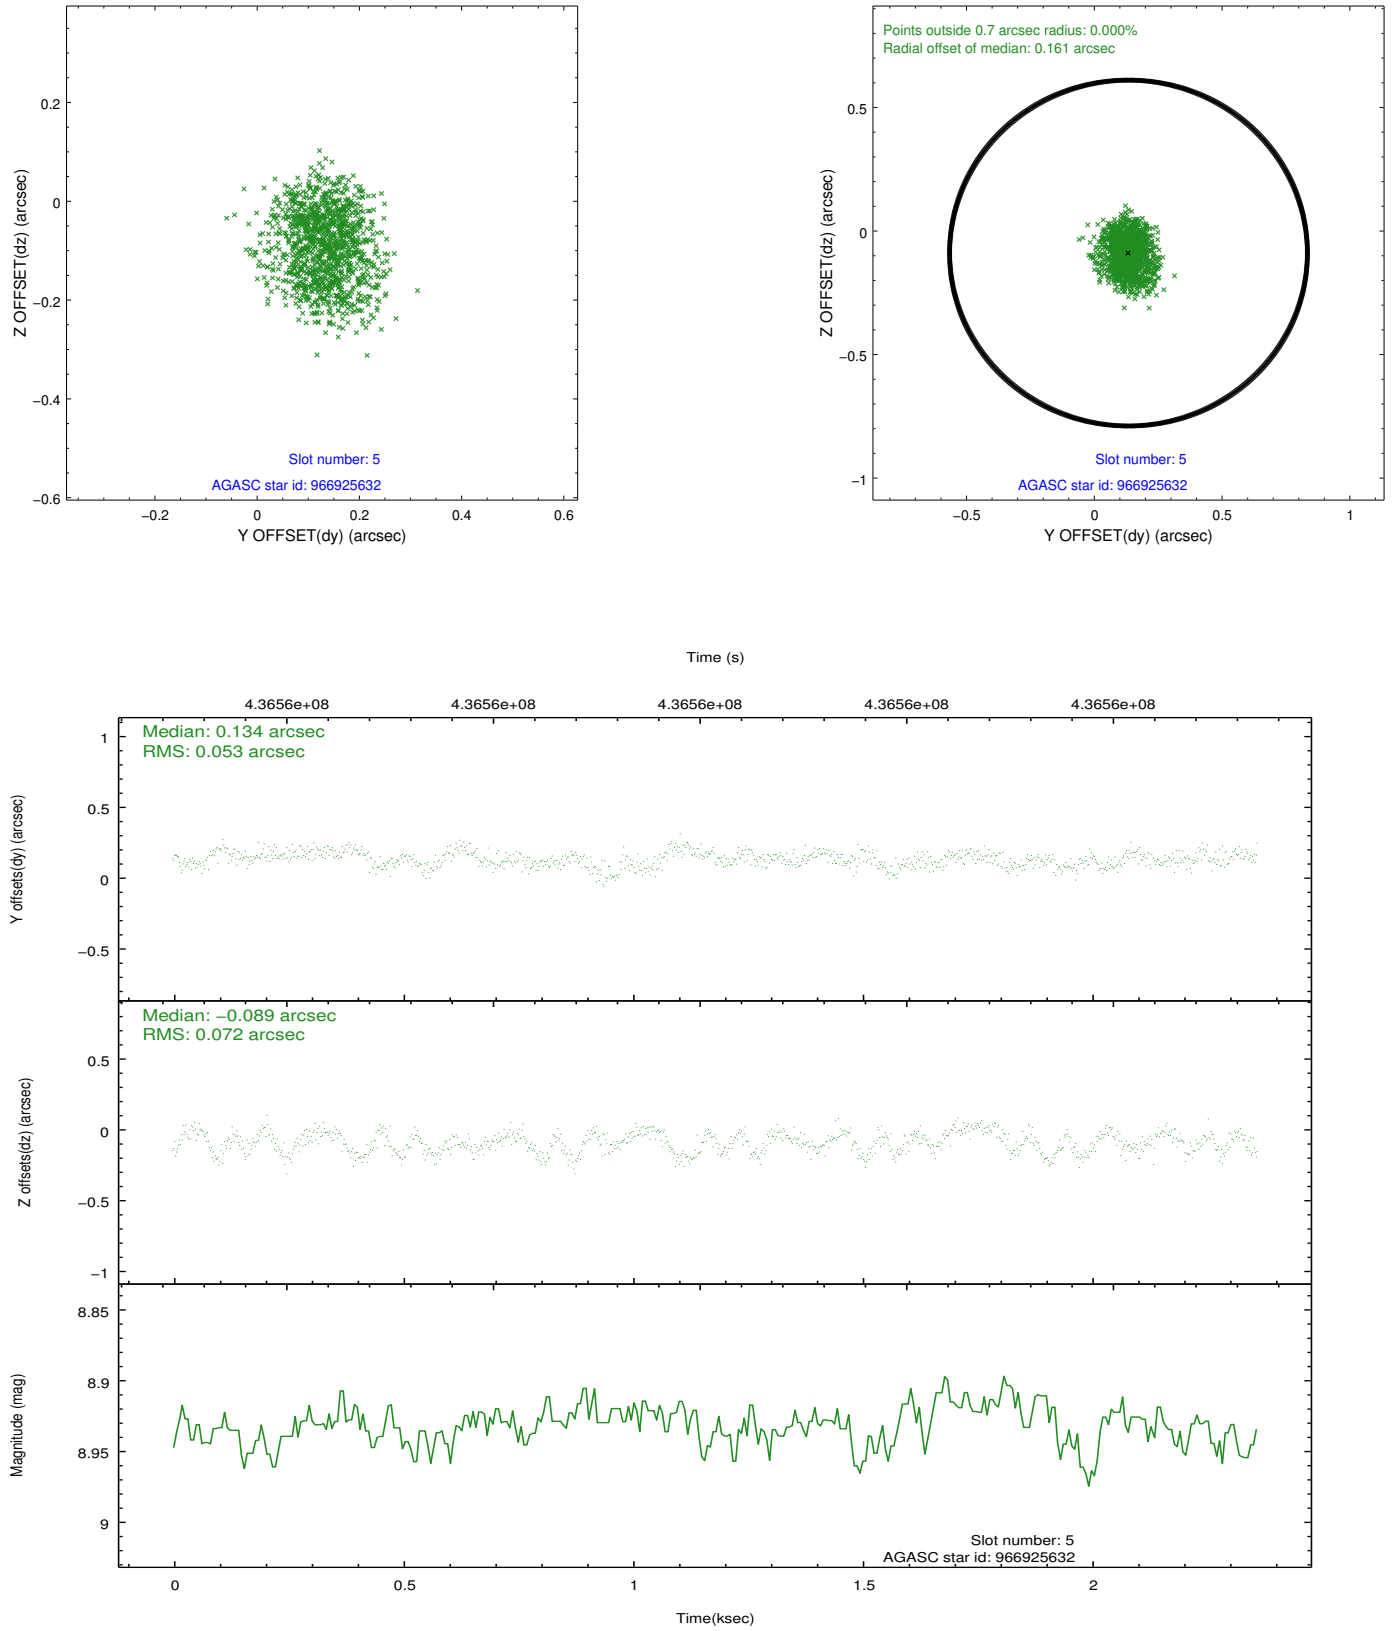 0.2
0
−0.2
−0.4
−0.6
Z OFFSET(dz) (arcsec)
Slot number: 5
AGASC star id: 966925632
−0.2 0 0.2 0.4 0.6
Y OFFSET(dy) (arcsec)
Points outside 0.7 arcsec radius: 0.000%
Radial offset of median: 0.161 arcsec
0.5
0
−0.5
−1
Z OFFSET(dz) (arcsec)
Slot number: 5
AGASC star id: 966925632
−0.5 0 0.5 1
Y OFFSET(dy) (arcsec)
Time (s)
4.3656e+08 4.3656e+08 4.3656e+08 4.3656e+08 4.3656e+08
Median: 0.134 arcsec
RMS: 0.053 arcsec
1
0.5
0
−0.5
Y offsets(dy) (arcsec)
Median: −0.089 arcsec
RMS: 0.072 arcsec
0.5
0
−0.5
−1
Z offsets(dz) (arcsec)
8.85
8.9
8.95
9
Magnitude (mag)
Slot number: 5
AGASC star id: 966925632
0 0.5 1 1.5 2
Time(ksec)